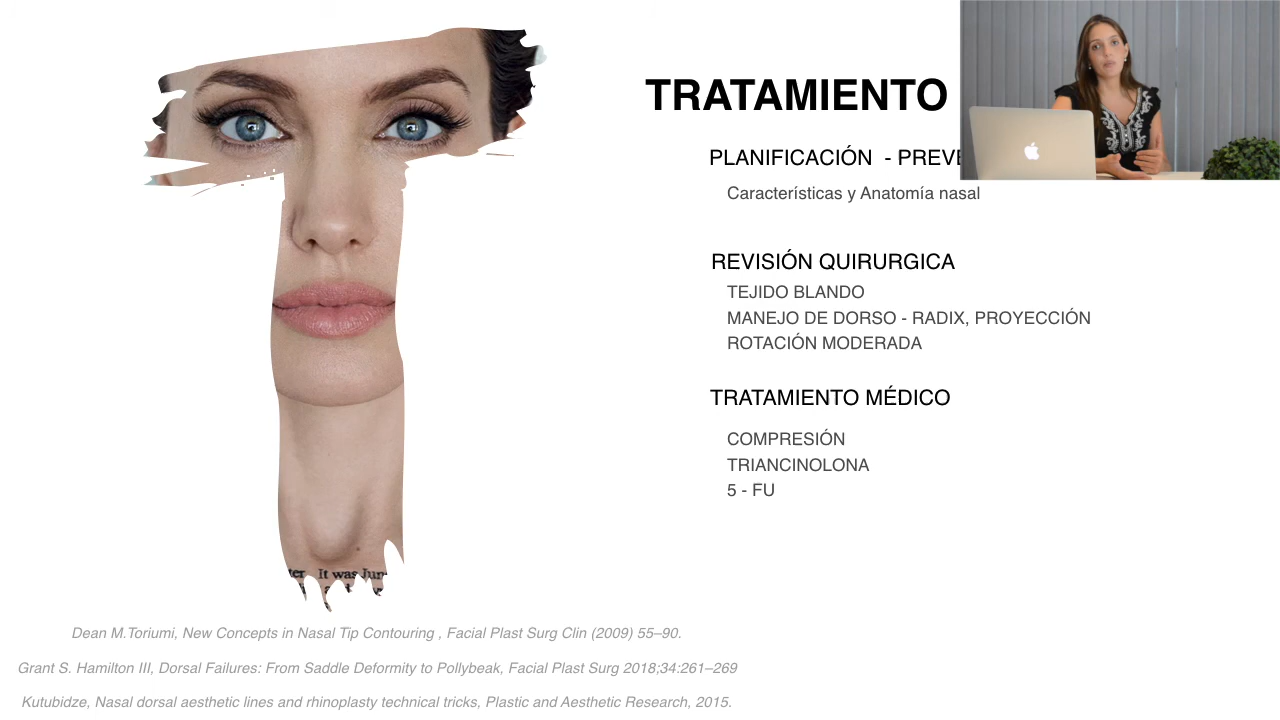 TRATAMIENTO
PLANIFICACIÓN - PREVE
Características y Anatomía nasal
REVISIÓN QUIRURGICA
TEJIDO BLANDO
MANEJO DE DORSO - RADIX, PROYECCIÓN
ROTACIÓN MODERADA
TRATAMIENTO MÉDICO
COMPRESIÓN
TRIANCINOLONA
5 - FU
It was Jun
Dean M.Toriumi, New Concepts in Nasal Tip Contouring , Facial Plast Surg Clin (2009) 55–90.
Grant S. Hamilton III, Dorsal Failures: From Saddle Deformity to Pollybeak, Facial Plast Surg 2018;34:261–269
Kutubidze, Nasal dorsal aesthetic lines and rhinoplasty technical tricks, Plastic and Aesthetic Research, 2015.